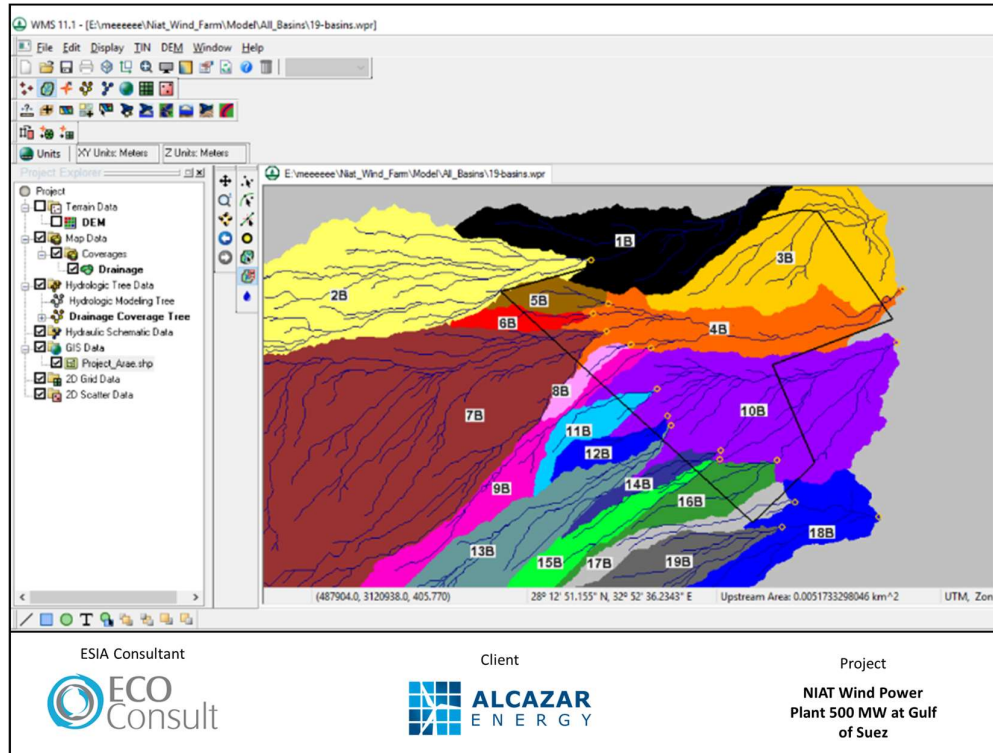 WMS 11.1 - [E:\meeeeee\Niat_Wind_Farm\Model\All_Basins\19-basins.wpr]
File Edit Display TIN DEM Window Help
Units XY Units: Meters Z Units: Meters
Project Explorer
E:\meeeeee\Niat_Wind_Farm\Model\All_Basins\19-basins.wpr
Project
Terrain Data
DEM
Map Data
Coverages
Drainage
Hydrologic Tree Data
Hydrologic Modeling Tree
Drainage Coverage Tree
Hydraulic Schematic Data
GIS Data
Project_Arae.shp
2D Grid Data
2D Scatter Data
1B
3B
2B
5B
6B
4B
8B
7B
10B
11B
12B
9B
14B
16B
13B
15B
17B
19B
18B
(487904.0, 3120938.0, 405.770) 28º 12' 51.155" N, 32º 52' 36.2343" E Upstream Area: 0.0051733298046 km^2 UTM, Zon
ESIA Consultant
ECO
Consult
Client
ALCAZAR
ENERGY
Project
NIAT Wind Power
Plant 500 MW at Gulf
of Suez